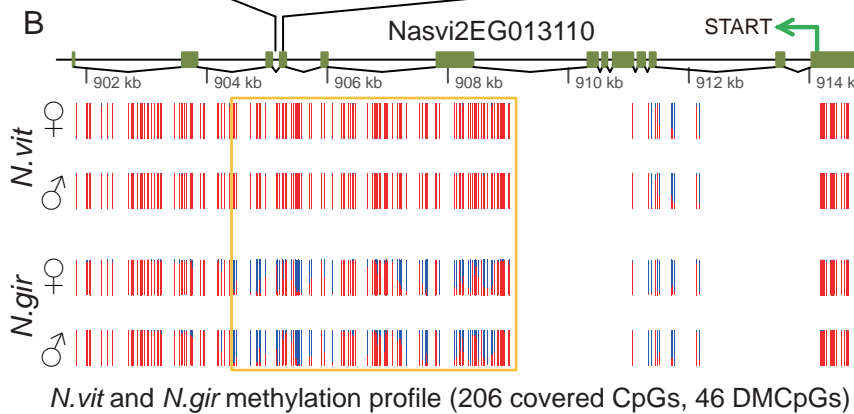 B
Nasvi2EG013110
START
902 kb 904 kb 906 kb 908 kb 910 kb 912 kb 914 k
N.vit
♀
♂
N.gir
♀
♂
N.vit and N.gir methylation profile (206 covered CpGs, 46 DMCpGs)